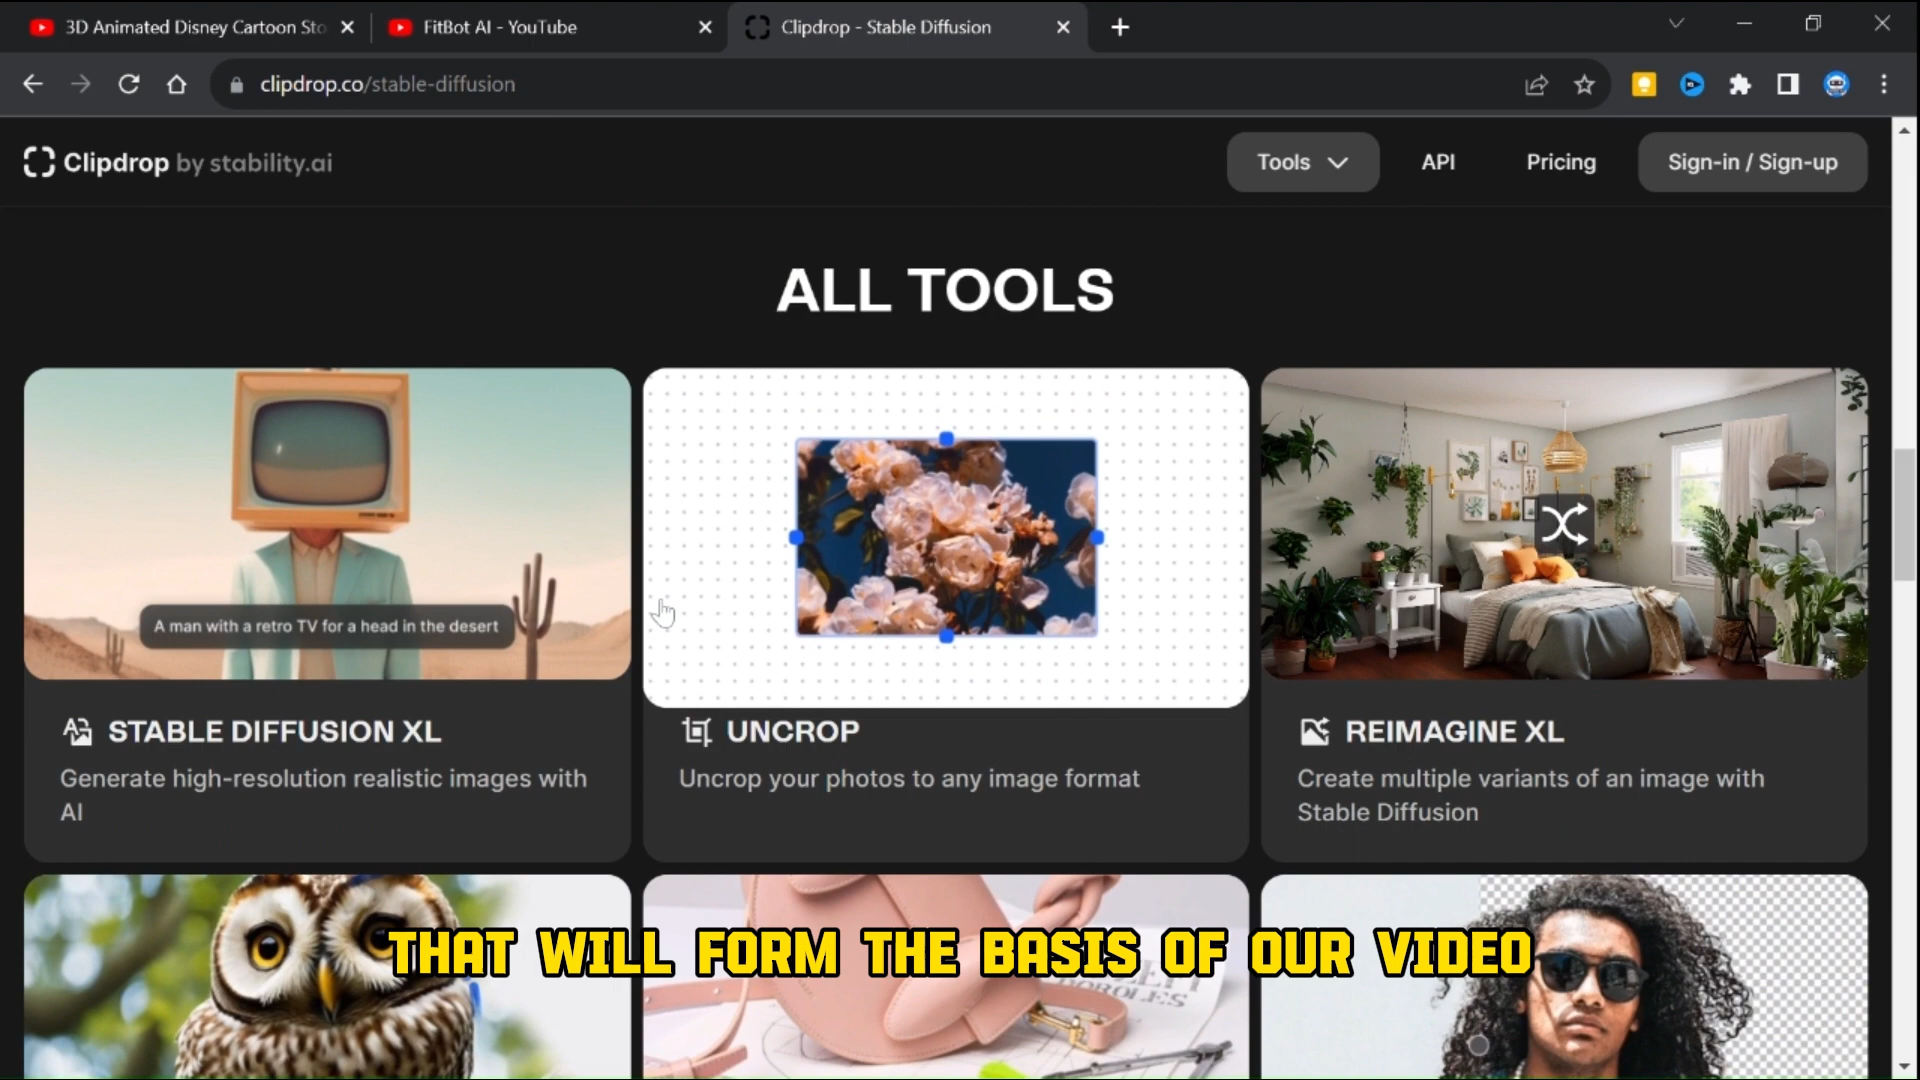 3D Animated Disney Cartoon Sto
FitBot AI - YouTube
Clipdrop - Stable Diffusion
clipdrop.co/stable-diffusion
Clipdrop by stability.ai
Tools
API
Pricing
Sign-in / Sign-up
ALL TOOLS
A man with a retro TV for a head in the desert
STABLE DIFFUSION XL
Generate high-resolution realistic images with
AI
UNCROP
Uncrop your photos to any image format
REIMAGINE XL
Create multiple variants of an image with
Stable Diffusion
THAT WILL FORM THE BASIS OF OUR VIDEO